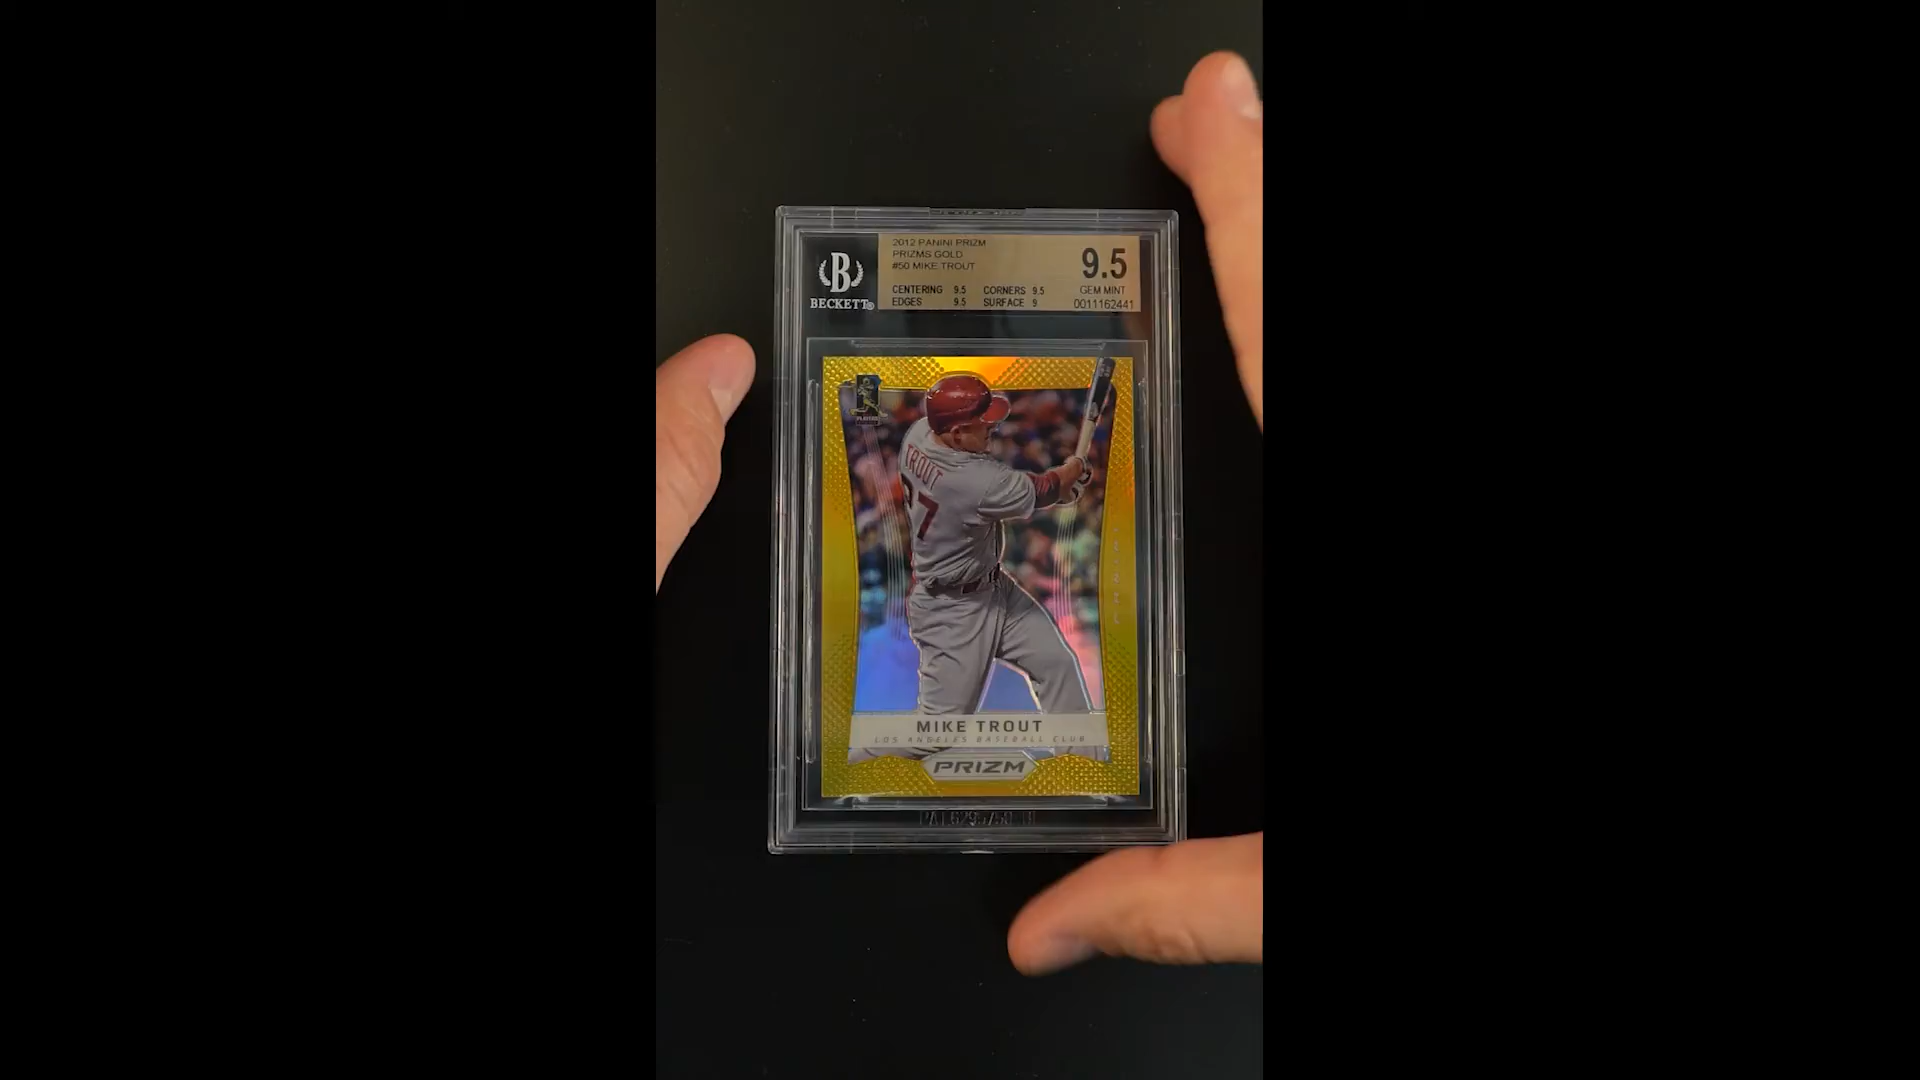 2012 PANINI PRIZM
PRIZMS GOLD
#50 MIKE TROUT
9.5
GEM MINT
0011162441
CENTERING 9.5 CORNERS 9.5
EDGES 9.5 SURFACE 9
B
BECKETT®
TROUT
27
MIKE TROUT
LOS ANGELES BASEBALL CLUB
PRIZM